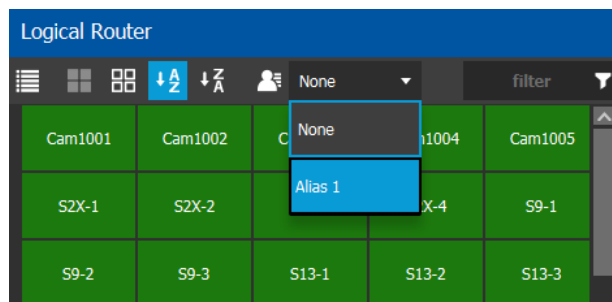 Logical Router
A Z Z A None filter
Cam1001 Cam1002 C None 1004 Cam1005
S2X-1 S2X-2 Alias 1 X-4 S9-1
S9-2 S9-3 S13-1 S13-2 S13-3